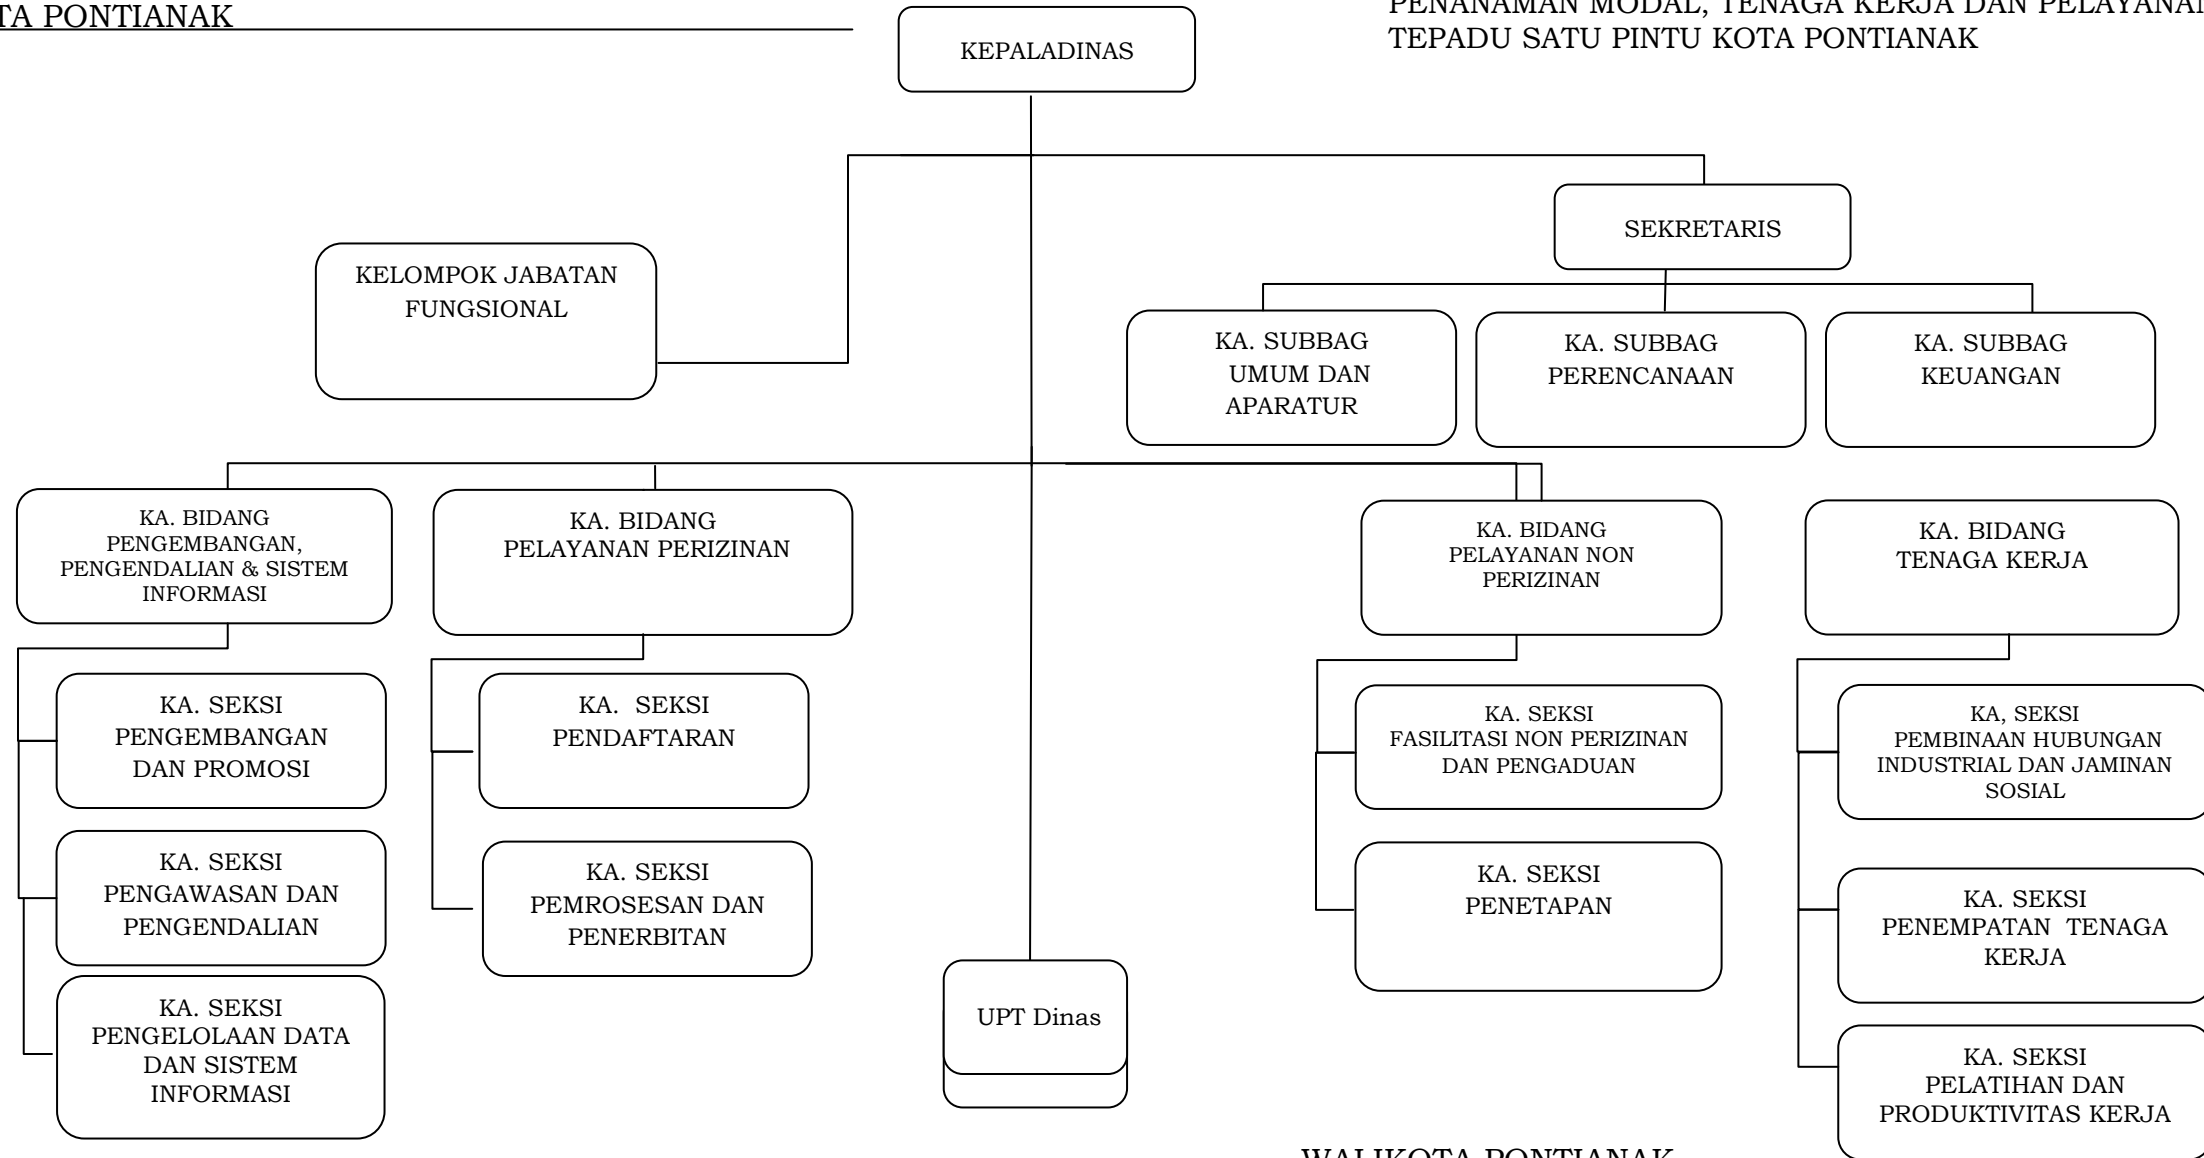 TA PONTIANAK
PENANAMAN MODAL, TENAGA KERJA DAN PELAYANAN
TEPADU SATU PINTU KOTA PONTIANAK
KEPALADINAS
SEKRETARIS
KELOMPOK JABATAN
FUNGSIONAL
KA. SUBBAG
UMUM DAN
APARATUR
KA. SUBBAG
PERENCANAAN
KA. SUBBAG
KEUANGAN
KA. BIDANG
PENGEMBANGAN,
PENGENDALIAN & SISTEM
INFORMASI
KA. BIDANG
PELAYANAN PERIZINAN
KA. BIDANG
PELAYANAN NON
PERIZINAN
KA. BIDANG
TENAGA KERJA
KA. SEKSI
PENGEMBANGAN
DAN PROMOSI
KA. SEKSI
PENDAFTARAN
KA. SEKSI
FASILITASI NON PERIZINAN
DAN PENGADUAN
KA, SEKSI
PEMBINAAN HUBUNGAN
INDUSTRIAL DAN JAMINAN
SOSIAL
KA. SEKSI
PENGAWASAN DAN
PENGENDALIAN
KA. SEKSI
PEMROSESAN DAN
PENERBITAN
KA. SEKSI
PENETAPAN
KA. SEKSI
PENEMPATAN TENAGA
KERJA
KA. SEKSI
PENGELOLAAN DATA
DAN SISTEM
INFORMASI
UPT Dinas
KA. SEKSI
PELATIHAN DAN
PRODUKTIVITAS KERJA
WALIKOTA PONTIANAK